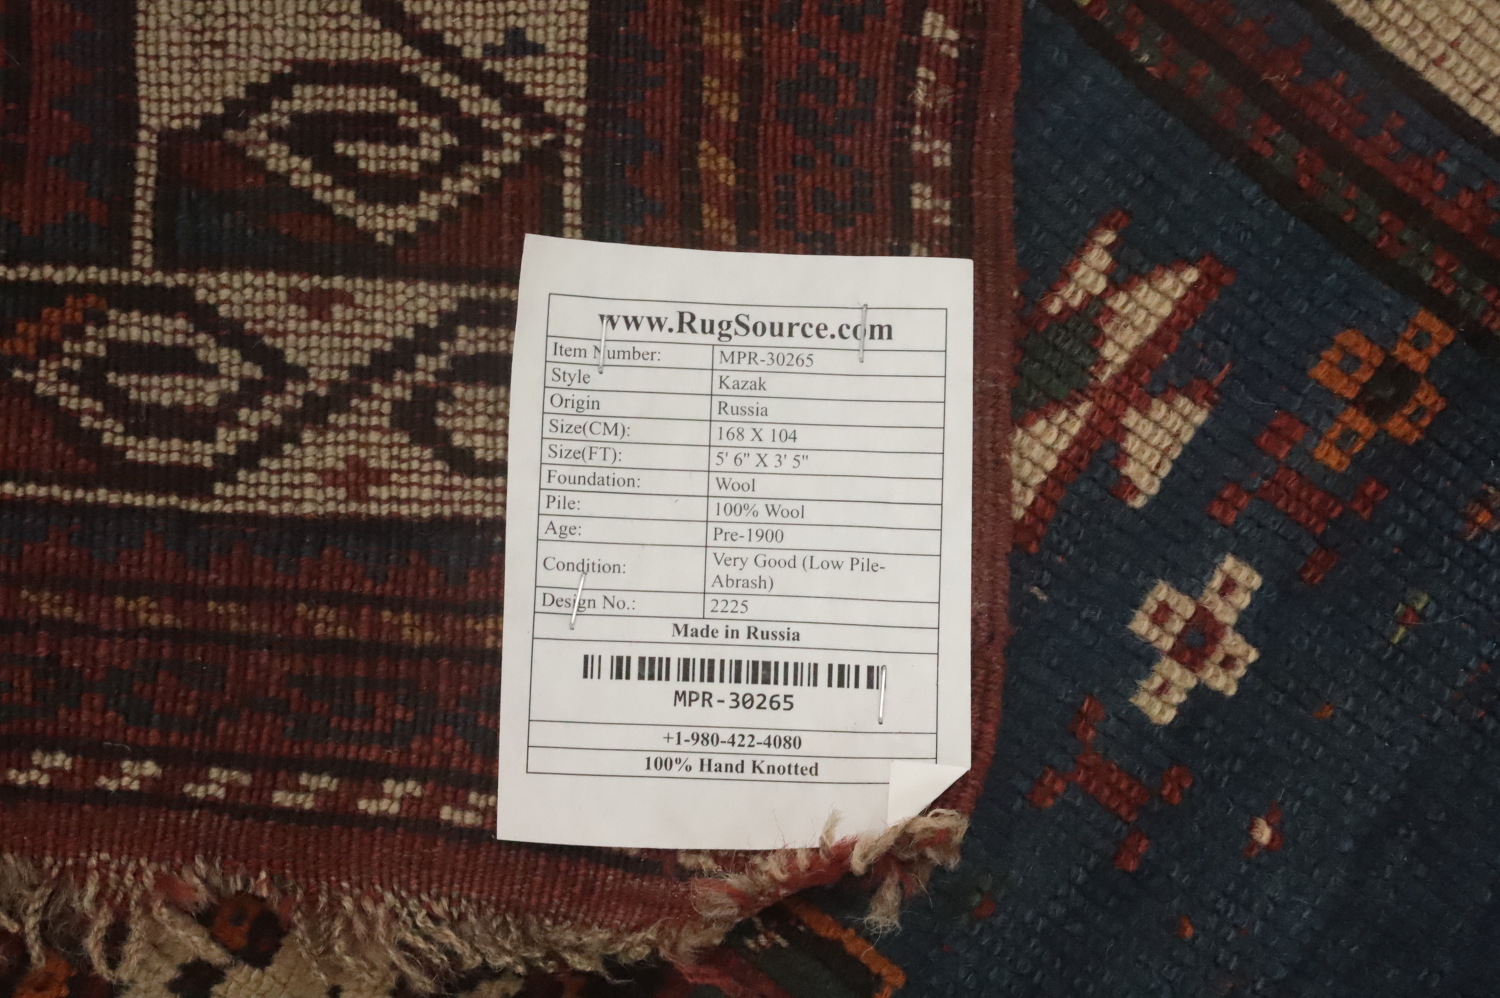 www.RugSource.com
Item Number: MPR-30265
Style Kazak
Origin Russia
Size(CM): 168 X 104
Size(FT): 5' 6" X 3' 5"
Foundation: Wool
Pile: 100% Wool
Age: Pre-1900
Condition: Very Good (Low Pile-
Abrash)
Design No.: 2225
Made in Russia
MPR-30265
+1-980-422-4080
100% Hand Knotted